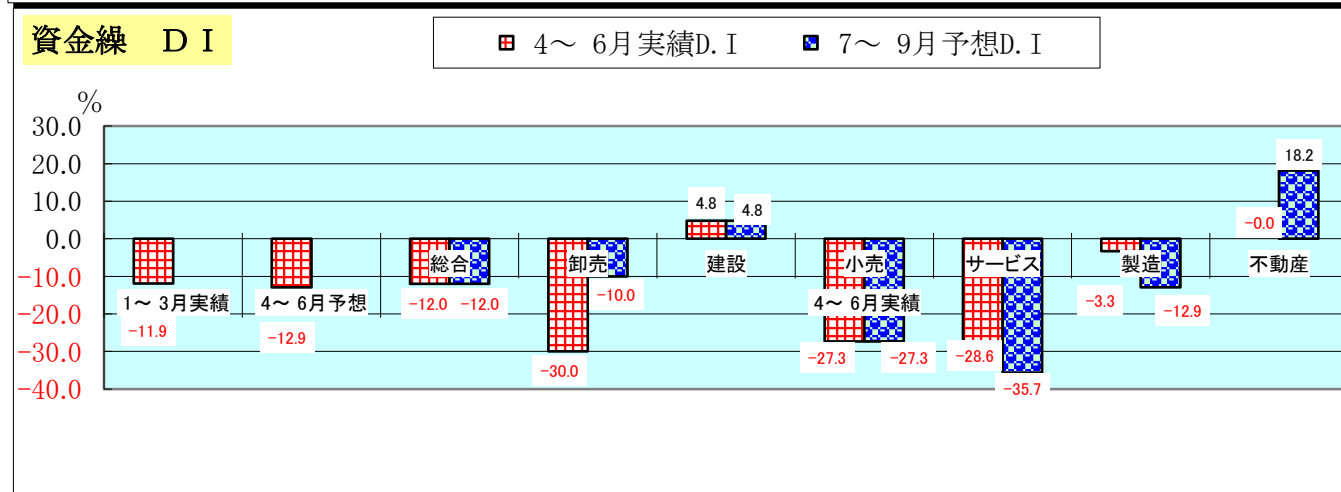 資金繰 ＤＩ
4～ 6月実績D.I 7～ 9月予想D.I
%
30.0
20.0
10.0
0.0
-10.0
-20.0
-30.0
-40.0
1～ 3月実績
-11.9
4～ 6月予想
-12.9
総合
-12.0 -12.0
卸売
-30.0 -10.0
建設
4.8 4.8
小売
4～ 6月実績
-27.3 -27.3
サービス
-28.6 -35.7
製造
-3.3 -12.9
不動産
-0.0 18.2